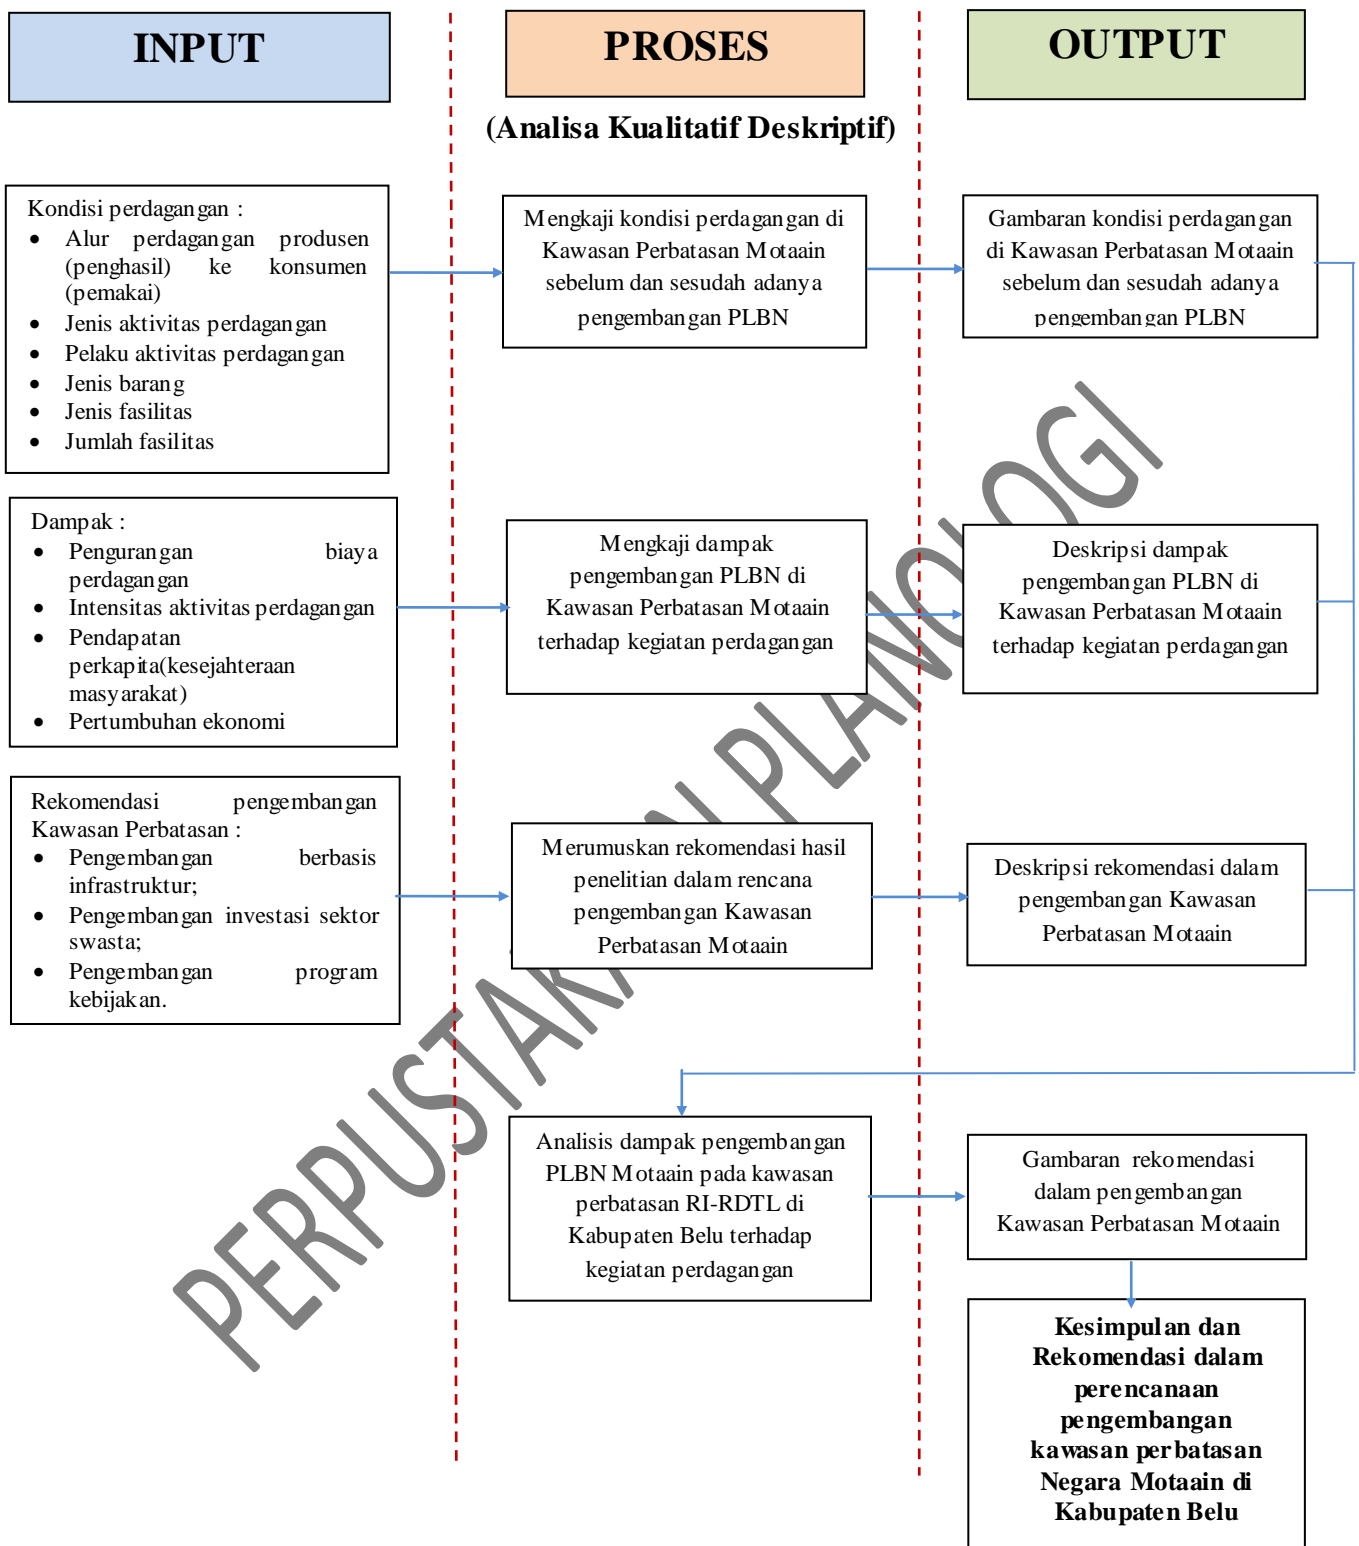 INPUT
PROSES
OUTPUT
(Analisa Kualitatif Deskriptif)
Kondisi perdagangan :
• Alur perdagangan produsen
(penghasil) ke konsumen
(pemakai)
• Jenis aktivitas perdagangan
• Pelaku aktivitas perdagangan
• Jenis barang
• Jenis fasilitas
• Jumlah fasilitas
Mengkaji kondisi perdagangan di
Kawasan Perbatasan Motaain
sebelum dan sesudah adanya
pengembangan PLBN
Gambaran kondisi perdagangan
di Kawasan Perbatasan Motaain
sebelum dan sesudah adanya
pengembangan PLBN
Dampak :
• Pengurangan biaya
perdagangan
• Intensitas aktivitas perdagangan
• Pendapatan
perkapita(kesejahteraan
masyarakat)
• Pertumbuhan ekonomi
Mengkaji dampak
pengembangan PLBN di
Kawasan Perbatasan Motaain
terhadap kegiatan perdagangan
Deskripsi dampak
pengembangan PLBN di
Kawasan Perbatasan Motaain
terhadap kegiatan perdagangan
Rekomendasi pengembangan
Kawasan Perbatasan :
• Pengembangan berbasis
infrastruktur;
• Pengembangan investasi sektor
swasta;
• Pengembangan program
kebijakan.
Merumuskan rekomendasi hasil
penelitian dalam rencana
pengembangan Kawasan
Perbatasan Motaain
Deskripsi rekomendasi dalam
pengembangan Kawasan
Perbatasan Motaain
Analisis dampak pengembangan
PLBN Motaain pada kawasan
perbatasan RI-RDTL di
Kabupaten Belu terhadap
kegiatan perdagangan
Gambaran rekomendasi
dalam pengembangan
Kawasan Perbatasan Motaain
Kesimpulan dan
Rekomendasi dalam
perencanaan
pengembangan
kawasan perbatasan
Negara Motaain di
Kabupaten Belu
PERPUSTAKAAN PLANOLOGI